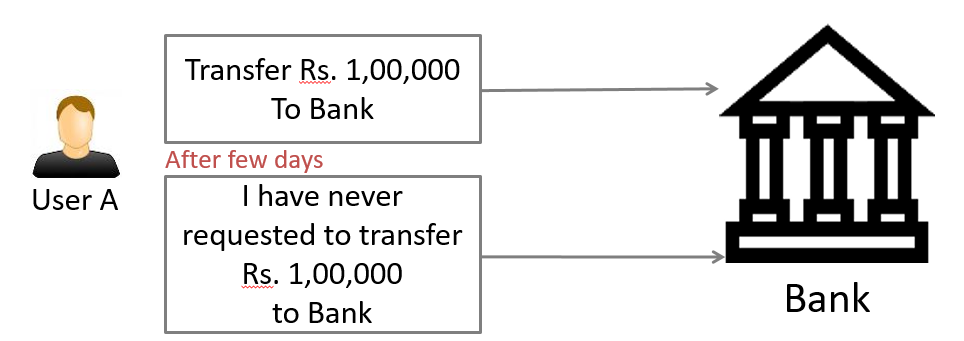 Transfer Rs. 1,00,000
To Bank
After few days
User A
I have never
requested to transfer
Rs. 1,00,000
to Bank
Bank